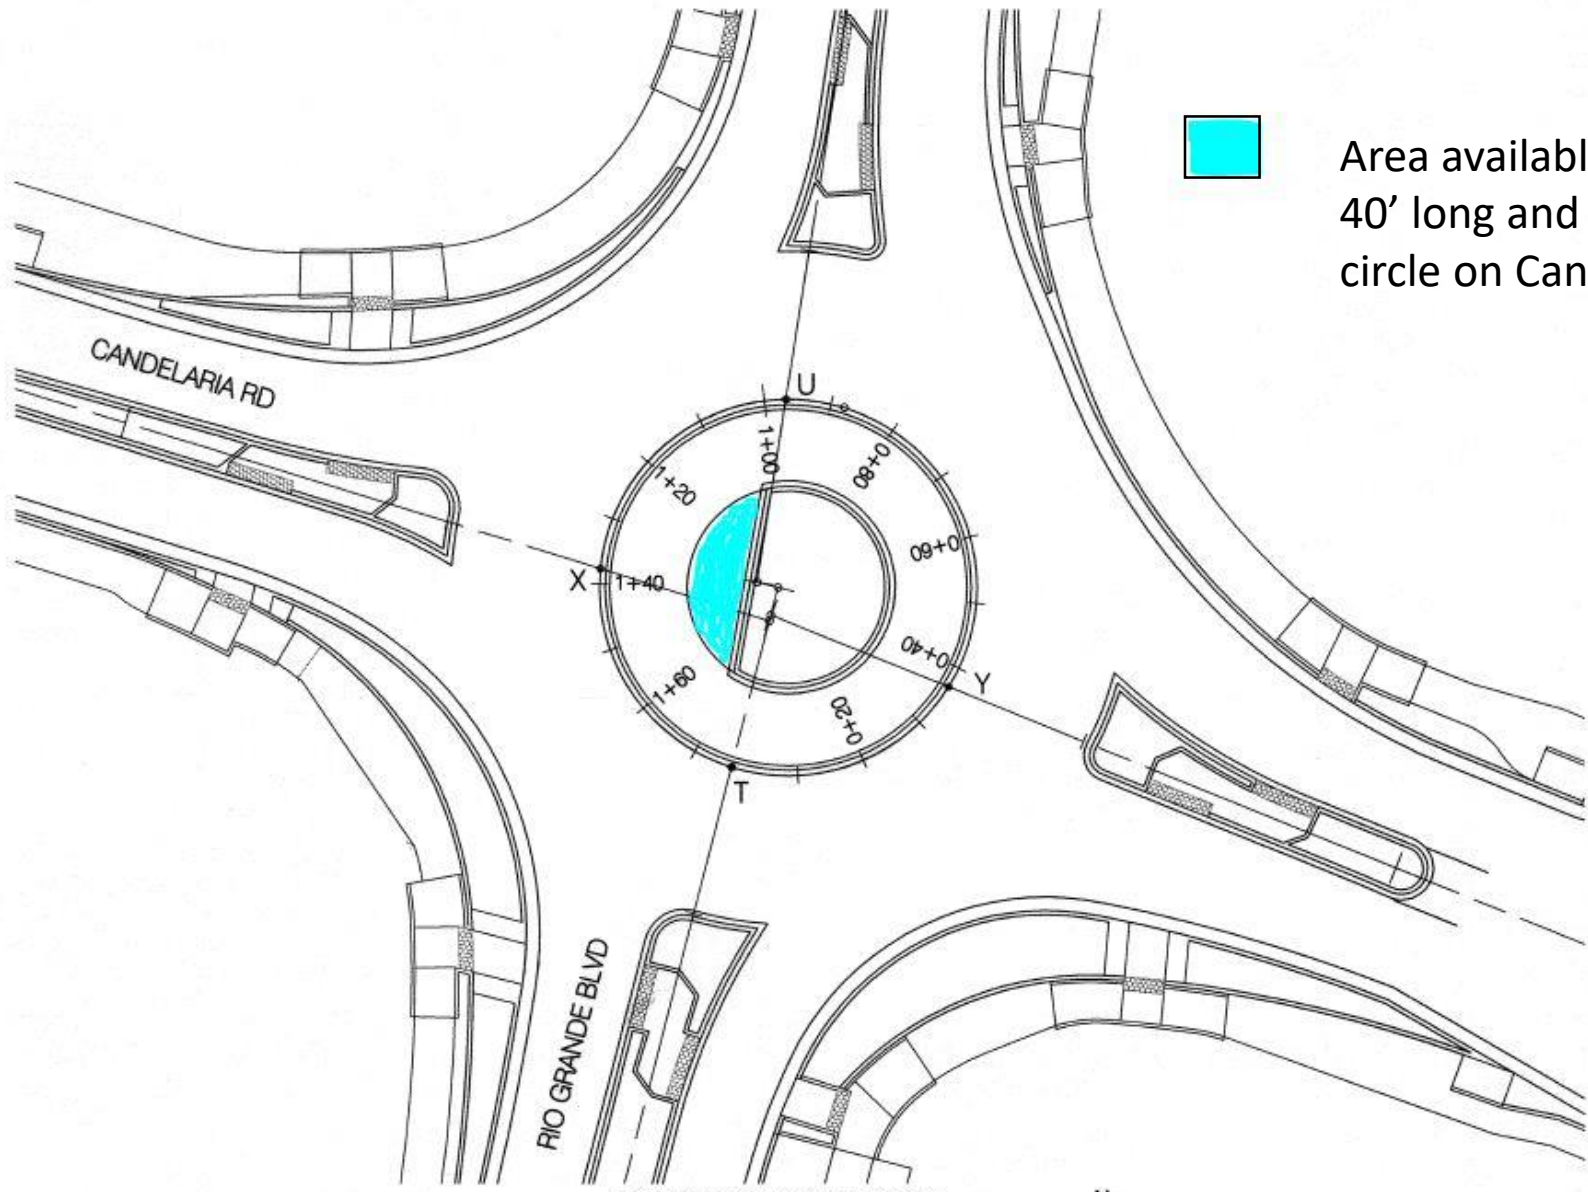 Area availabl
40’ long and
circle on Can
CANDELARIA RD
U
1+00
0+80
1+20
0+60
X
1+40
0+40
Y
1+60
0+20
T
RIO GRANDE BLVD